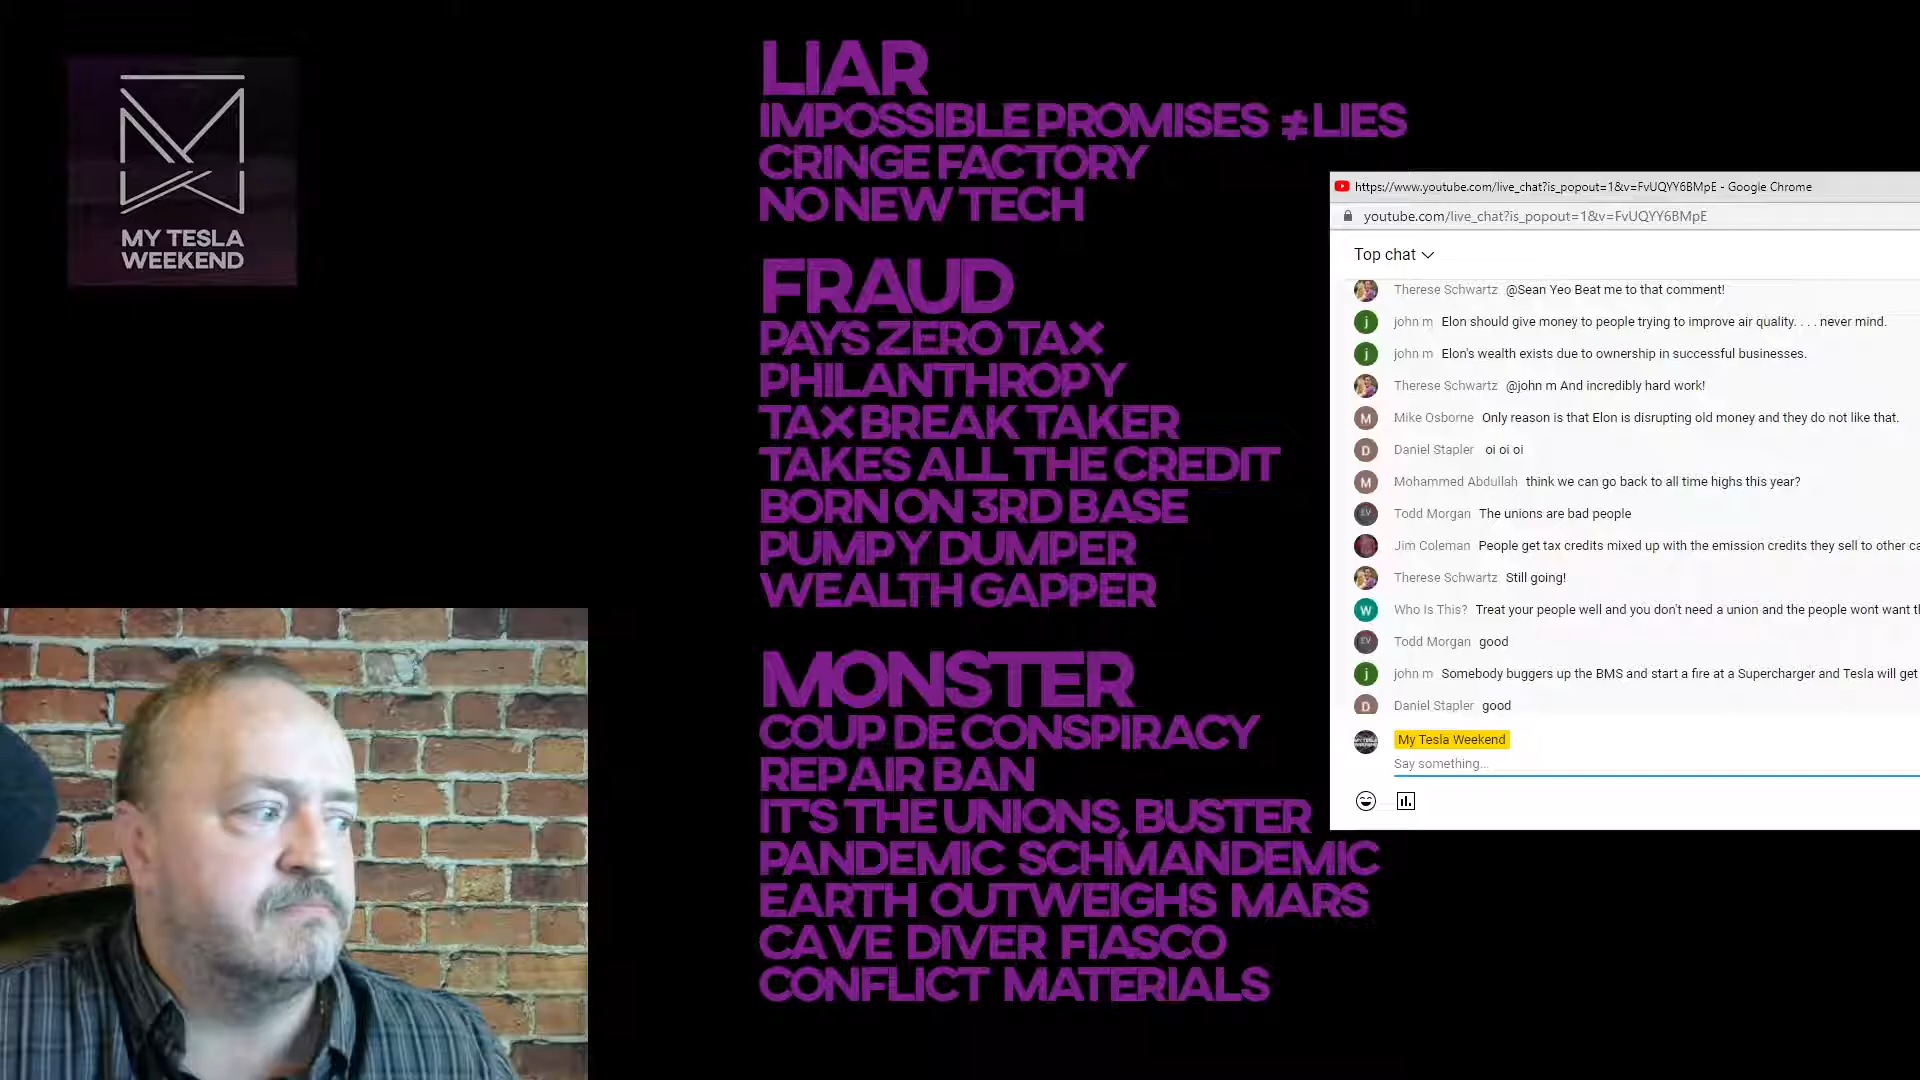 MY TESLA
WEEKEND
LIAR
IMPOSSIBLE PROMISES ≠ LIES
CRINGE FACTORY
NO NEW TECH
FRAUD
PAYS ZERO TAX
PHILANTHROPY
TAX BREAK TAKER
TAKES ALL THE CREDIT
BORN ON 3RD BASE
PUMPY DUMPER
WEALTH GAPPER
MONSTER
COUP DE CONSPIRACY
REPAIR BAN
IT'S THE UNIONS, BUSTER
PANDEMIC SCHMANDEMIC
EARTH OUTWEIGHS MARS
CAVE DIVER FIASCO
CONFLICT MATERIALS
https://www.youtube.com/live_chat?is_popout=1&v=FvUQYY6BMpE - Google Chrome
youtube.com/live_chat?is_popout=1&v=FvUQYY6BMpE
Top chat
Therese Schwartz @Sean Yeo Beat me to that comment!
j john m Elon should give money to people trying to improve air quality. . . . never mind.
j john m Elon's wealth exists due to ownership in successful businesses.
Therese Schwartz @john m And incredibly hard work!
M Mike Osborne Only reason is that Elon is disrupting old money and they do not like that.
D Daniel Stapler oi oi oi
M Mohammed Abdullah think we can go back to all time highs this year?
EV Todd Morgan The unions are bad people
Jim Coleman People get tax credits mixed up with the emission credits they sell to other ca
Therese Schwartz Still going!
W Who Is This? Treat your people well and you don't need a union and the people wont want th
EV Todd Morgan good
j john m Somebody buggers up the BMS and start a fire at a Supercharger and Tesla will get
D Daniel Stapler good
My Tesla Weekend
Say something...